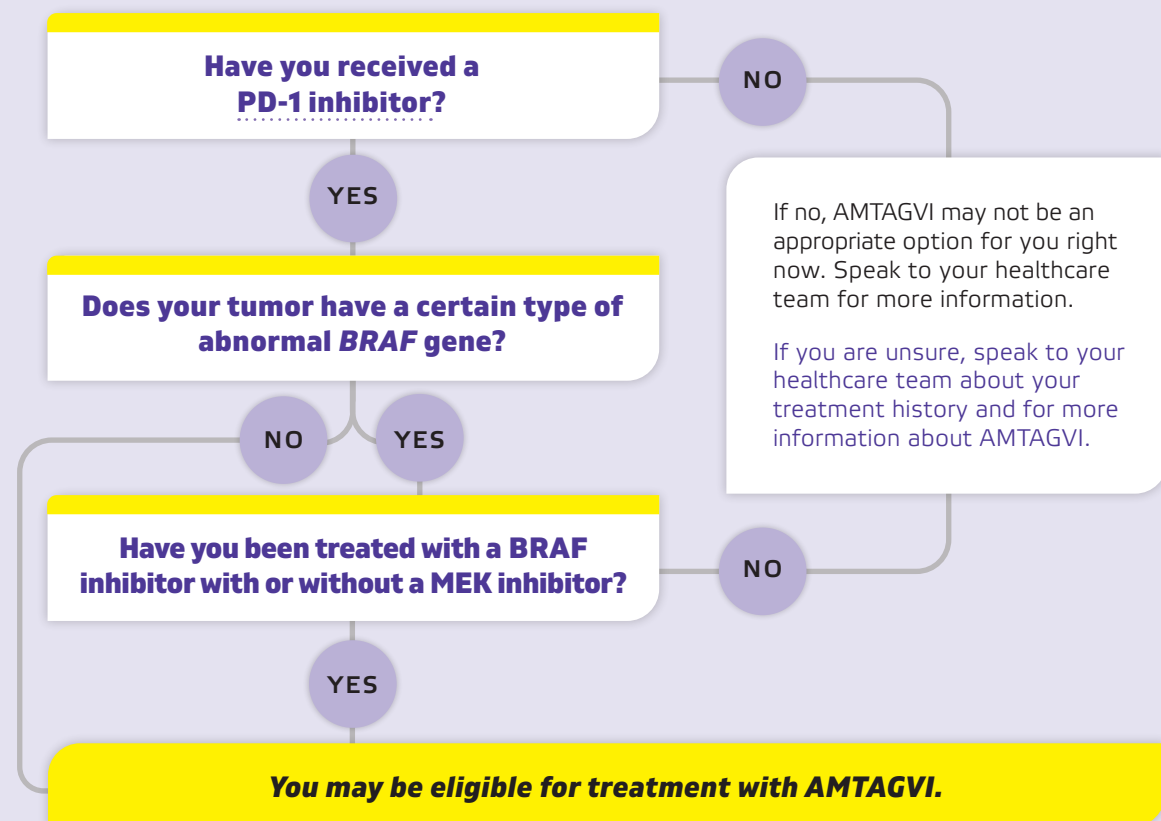 Have you received a
PD-1 inhibitor?
NO
YES
If no, AMTAGVI may not be an
appropriate option for you right
now. Speak to your healthcare
team for more information.
If you are unsure, speak to your
healthcare team about your
treatment history and for more
information about AMTAGVI.
Does your tumor have a certain type of
abnormal BRAF gene?
NO
YES
Have you been treated with a BRAF
inhibitor with or without a MEK inhibitor?
NO
YES
You may be eligible for treatment with AMTAGVI.